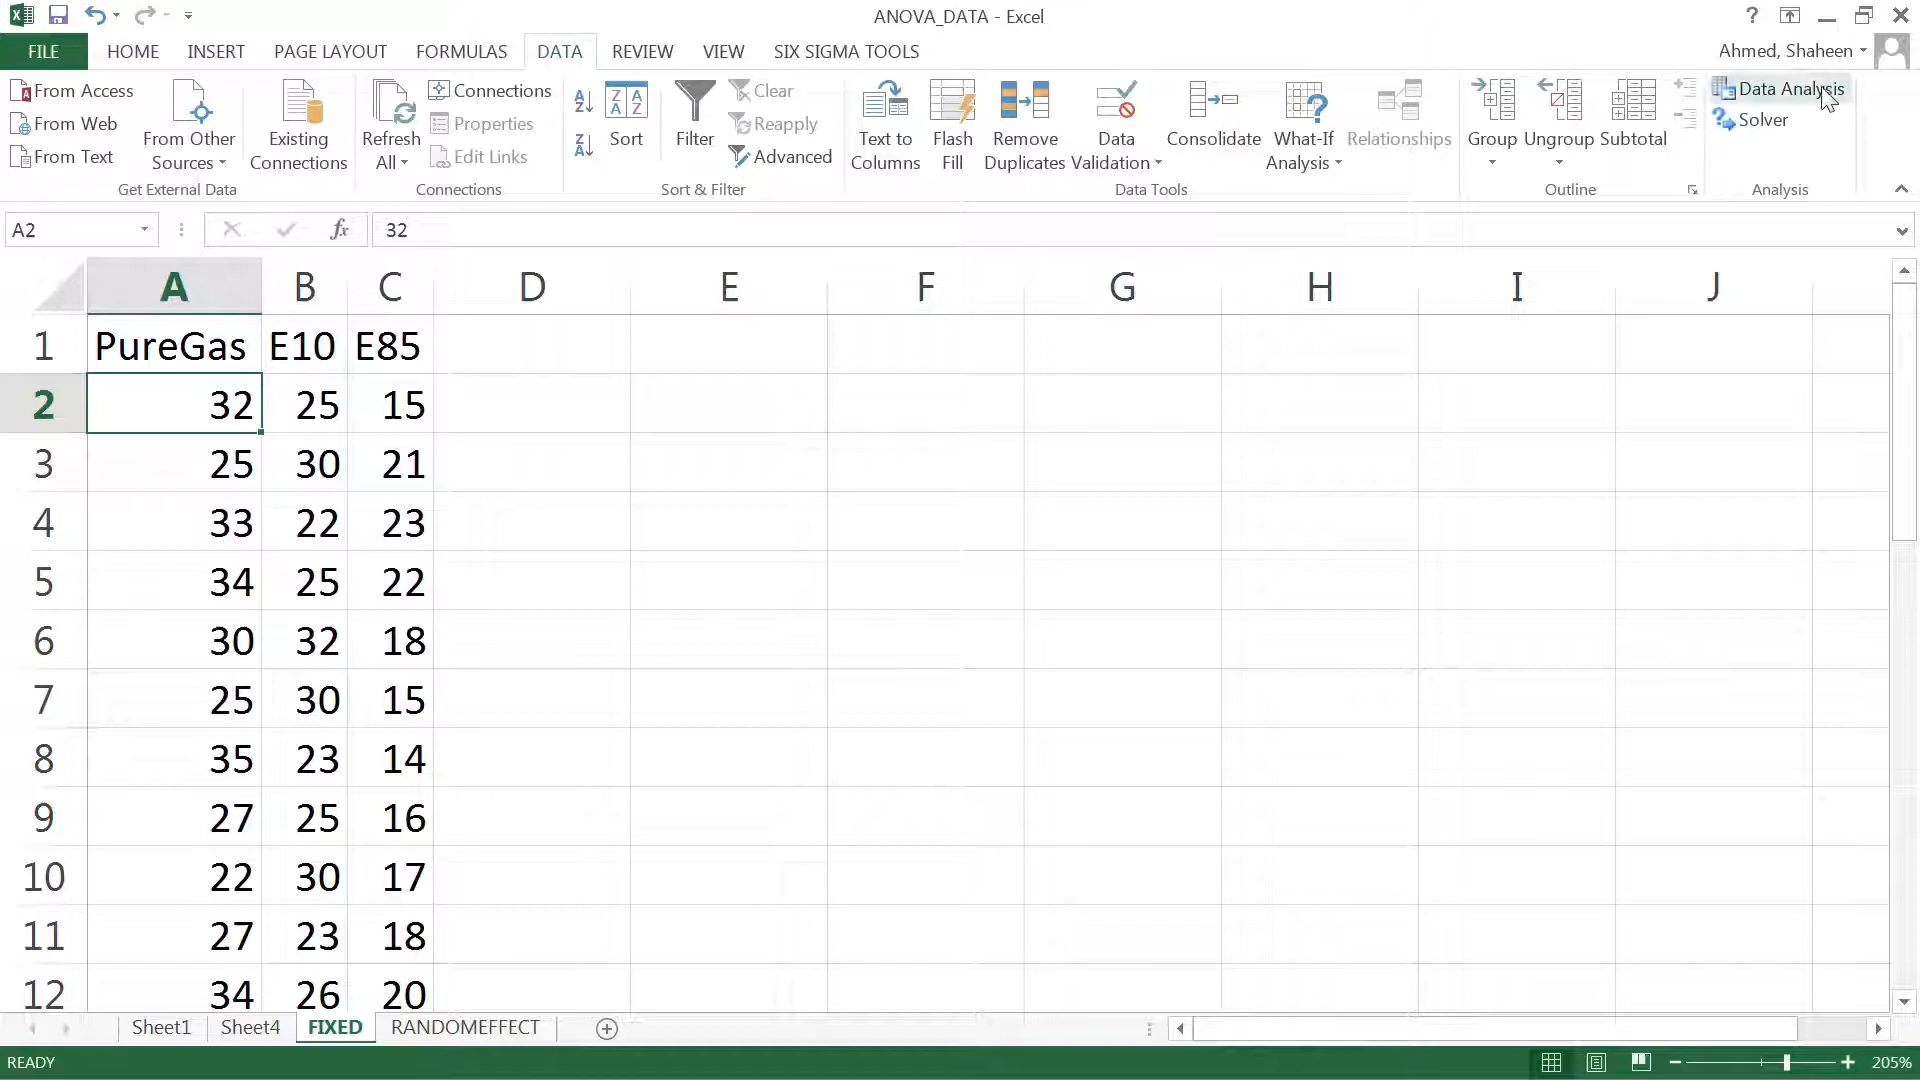 ANOVA_DATA - Excel
?
FILE HOME INSERT PAGE LAYOUT FORMULAS DATA REVIEW VIEW SIX SIGMA TOOLS
Ahmed, Shaheen
From Access
From Web
From Text
From Other
Sources
Existing
Connections
Get External Data
Refresh
All
Connections
Properties
Edit Links
Connections
Sort
Filter
Clear
Reapply
Advanced
Sort & Filter
Text to
Columns
Flash
Fill
Remove
Duplicates
Data
Validation
Consolidate
What-If
Analysis
Relationships
Data Tools
Group
Ungroup
Subtotal
Outline
Data Analysis
Solver
Analysis
A2 fx 32
A B C D E F G H I J
1 PureGas E10 E85
2 32 25 15
3 25 30 21
4 33 22 23
5 34 25 22
6 30 32 18
7 25 30 15
8 35 23 14
9 27 25 16
10 22 30 17
11 27 23 18
12 34 26 20
Sheet1 Sheet4 FIXED RANDOMEFFECT
READY
205%